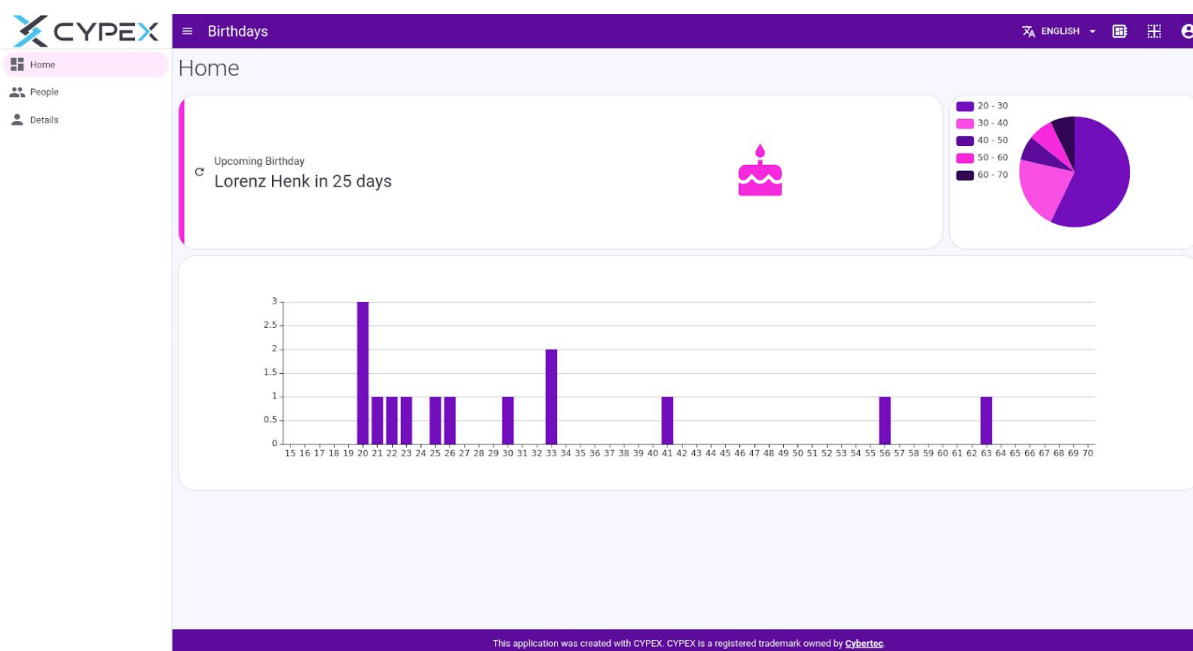 CYPEX
Birthdays
ENGLISH
Home
People
Details
Home
Upcoming Birthday
Lorenz Henk in 25 days
20 - 30
30 - 40
40 - 50
50 - 60
60 - 70
3
2.5
2
1.5
1
0.5
0
15 16 17 18 19 20 21 22 23 24 25 26 27 28 29 30 31 32 33 34 35 36 37 38 39 40 41 42 43 44 45 46 47 48 49 50 51 52 53 54 55 56 57 58 59 60 61 62 63 64 65 66 67 68 69 70
This application was created with CYPEX. CYPEX is a registered trademark owned by Cybertec.